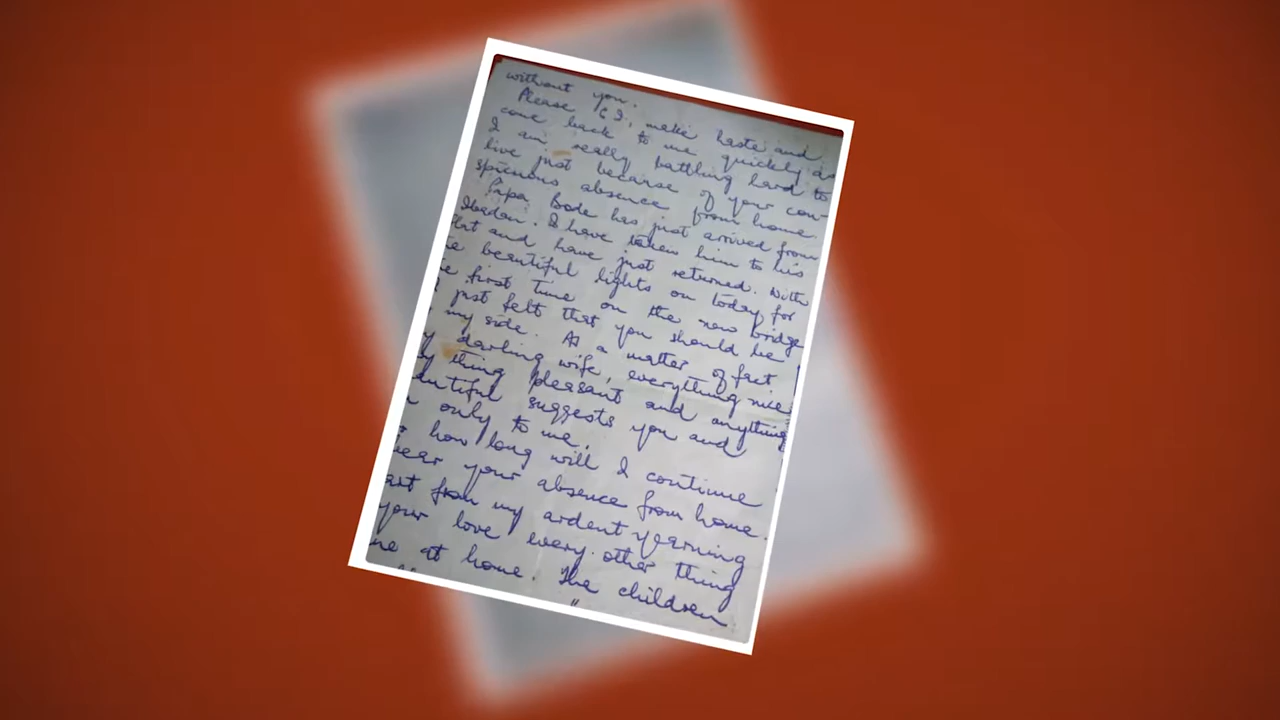 without you.
Please C J, make haste and
come back to me quickly as
I am really battling hard to
live just because of your con-
spicuous absence from home.
Papa Bode has just arrived from
Ibadan. I have taken him to his
flat and have just returned. With
beautiful lights on today for
first time on the new bridge
just felt that you should be
my side. As a matter of fact
darling wife, everything nice,
thing pleasant and anything
beautiful suggests you and
only to me.
how long will I continue
your absence from home.
from my ardent yearning
your love every other thing
at home. The children